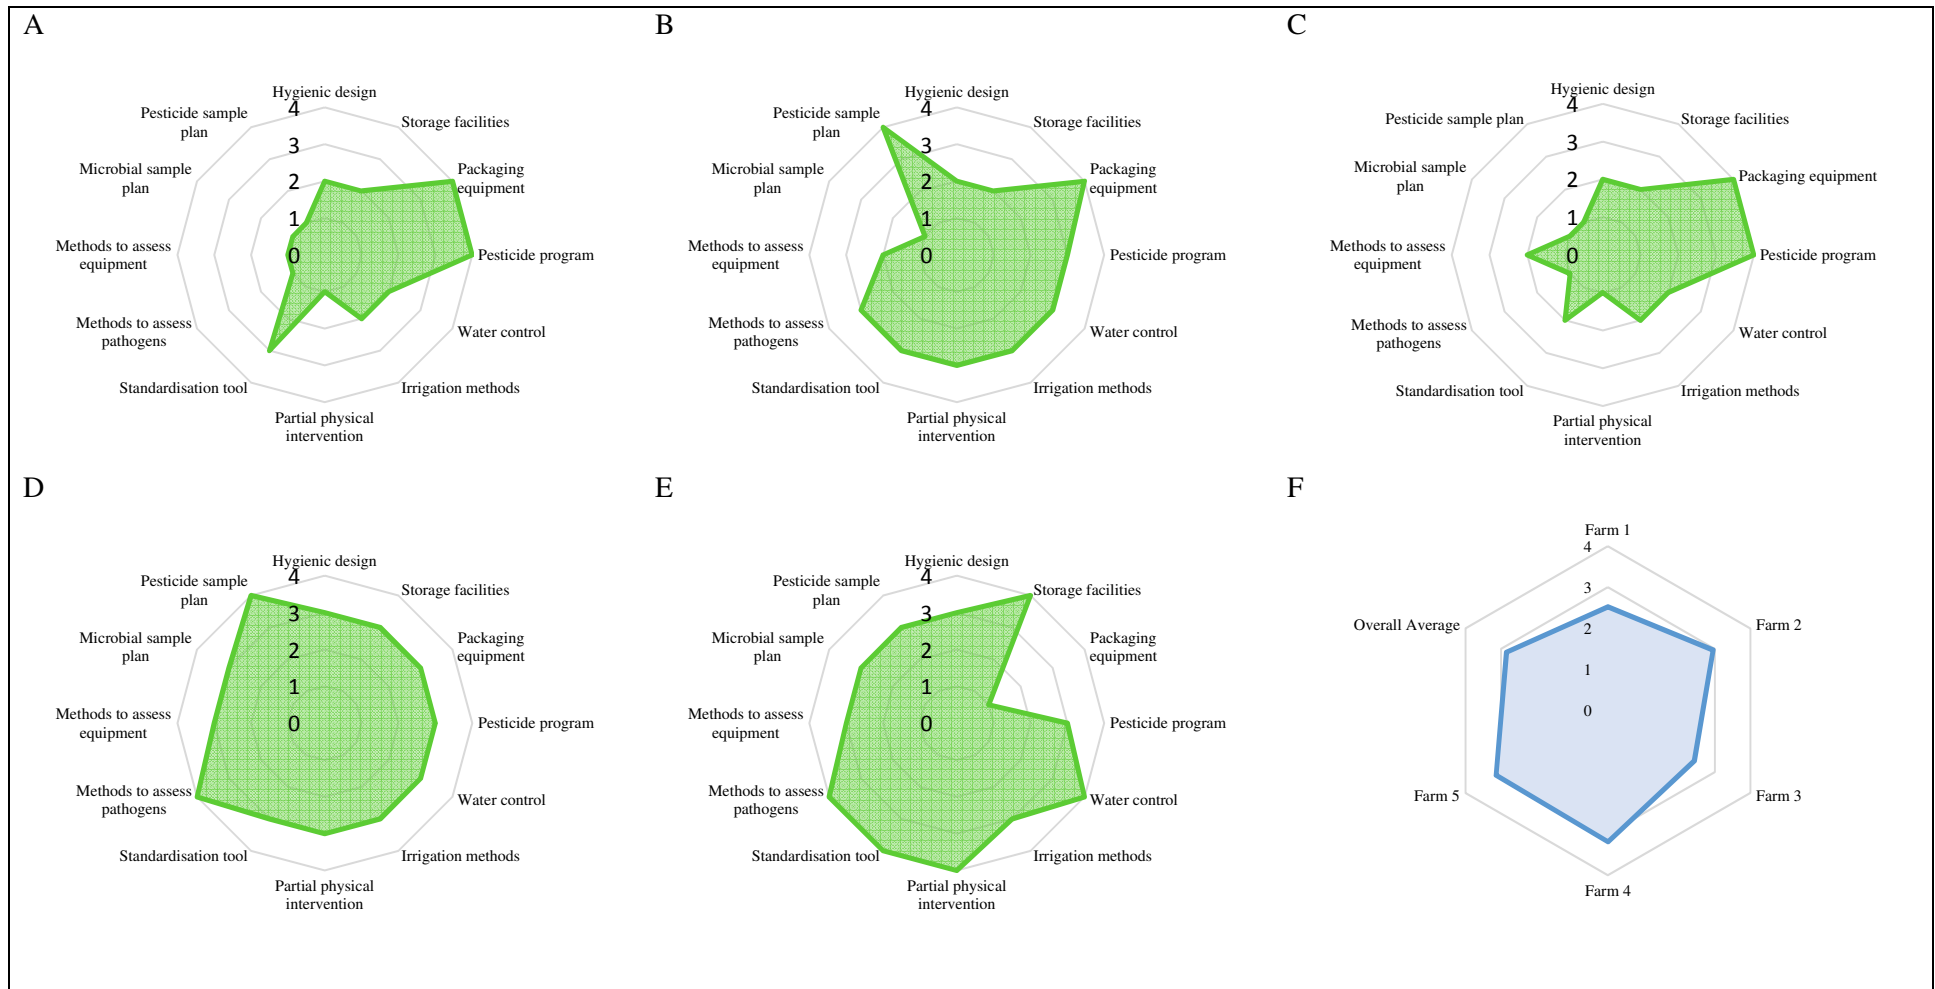 A
Hygienic design
Storage facilities
Packaging
equipment
Pesticide program
Water control
Irrigation methods
Partial physical
intervention
Standardisation tool
Methods to assess
pathogens
Methods to assess
equipment
Microbial sample
plan
Pesticide sample
plan
4
3
2
1
0
B
Hygienic design
Storage facilities
Packaging
equipment
Pesticide program
Water control
Irrigation methods
Partial physical
intervention
Standardisation tool
Methods to assess
pathogens
Methods to assess
equipment
Microbial sample
plan
Pesticide sample
plan
4
3
2
1
0
C
Hygienic design
Storage facilities
Packaging equipment
Pesticide program
Water control
Irrigation methods
Partial physical
intervention
Standardisation tool
Methods to assess
pathogens
Methods to assess
equipment
Microbial sample
plan
Pesticide sample plan
4
3
2
1
0
D
Hygienic design
Storage facilities
Packaging
equipment
Pesticide program
Water control
Irrigation methods
Partial physical
intervention
Standardisation tool
Methods to assess
pathogens
Methods to assess
equipment
Microbial sample
plan
Pesticide sample
plan
4
3
2
1
0
E
Hygienic design
Storage facilities
Packaging
equipment
Pesticide program
Water control
Irrigation methods
Partial physical
intervention
Standardisation tool
Methods to assess
pathogens
Methods to assess
equipment
Microbial sample
plan
Pesticide sample
plan
4
3
2
1
0
F
Farm 1
Farm 2
Farm 3
Farm 4
Farm 5
Overall Average
4
3
2
1
0